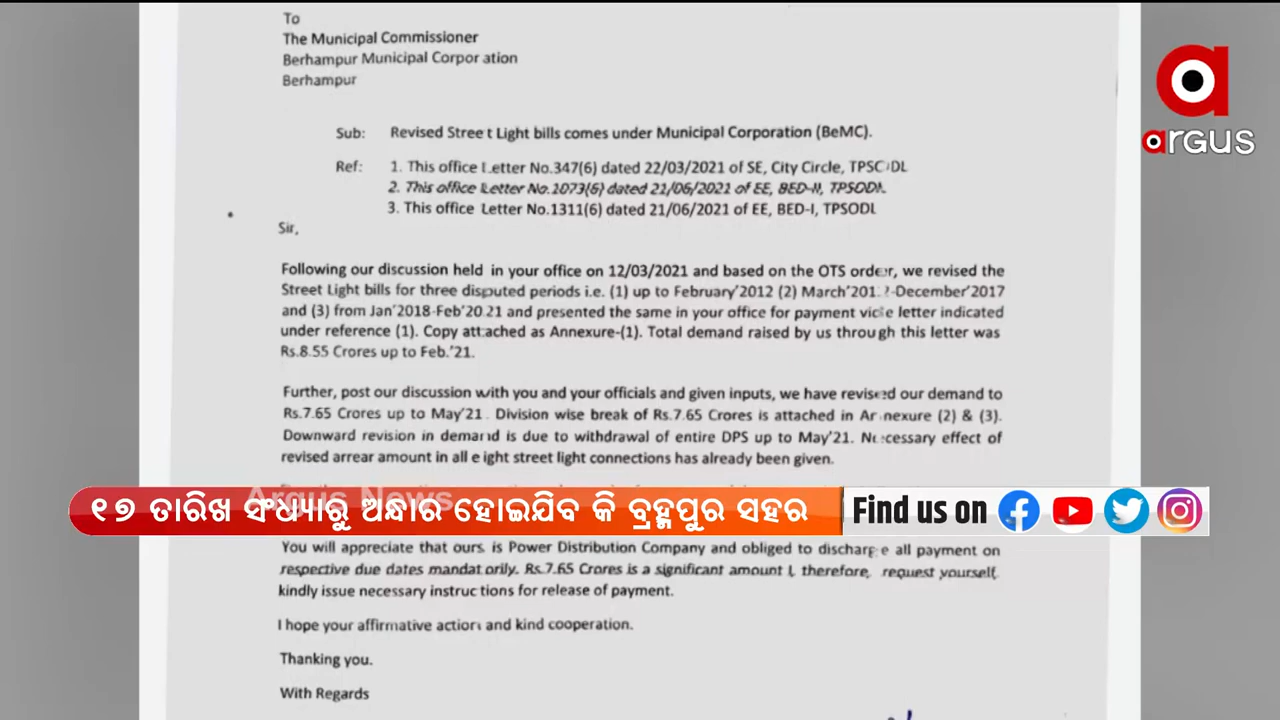 To
The Municipal Commissioner
Berhampur Municipal Corporation
Berhampur
argus
Sub: Revised Street Light bills comes under Municipal Corporation (BeMC).
Ref: 1. This office Letter No.347(6) dated 22/03/2021 of SE, City Circle, TPSODL
2. This office Letter No.1073(6) dated 21/06/2021 of EE, BED-II, TPSODL
3. This office Letter No.1311(6) dated 21/06/2021 of EE, BED-I, TPSODL
Sir,
Following our discussion held in your office on 12/03/2021 and based on the OTS order, we revised the
Street Light bills for three disputed periods i.e. (1) up to February'2012 (2) March'2012-December'2017
and (3) from Jan'2018-Feb'2021 and presented the same in your office for payment vide letter indicated
under reference (1). Copy attached as Annexure-(1). Total demand raised by us through this letter was
Rs.8.55 Crores up to Feb.'21.
Further, post our discussion with you and your officials and given inputs, we have revised our demand to
Rs.7.65 Crores up to May'21. Division wise break of Rs.7.65 Crores is attached in Annexure (2) & (3).
Downward revision in demand is due to withdrawal of entire DPS up to May'21. Necessary effect of
revised arrear amount in all eight street light connections has already been given.
Argus News
୧୭ ତାରିଖ ସଂଧ୍ୟାରୁ ଅନ୍ଧାର ହୋଇଯିବ କି ବ୍ରହ୍ମପୁର ସହର
Find us on
You will appreciate that ours is Power Distribution Company and obliged to discharge all payment on
respective due dates mandatorily. Rs.7.65 Crores is a significant amount therefore, request yourself,
kindly issue necessary instructions for release of payment.
I hope your affirmative action and kind cooperation.
Thanking you.
With Regards